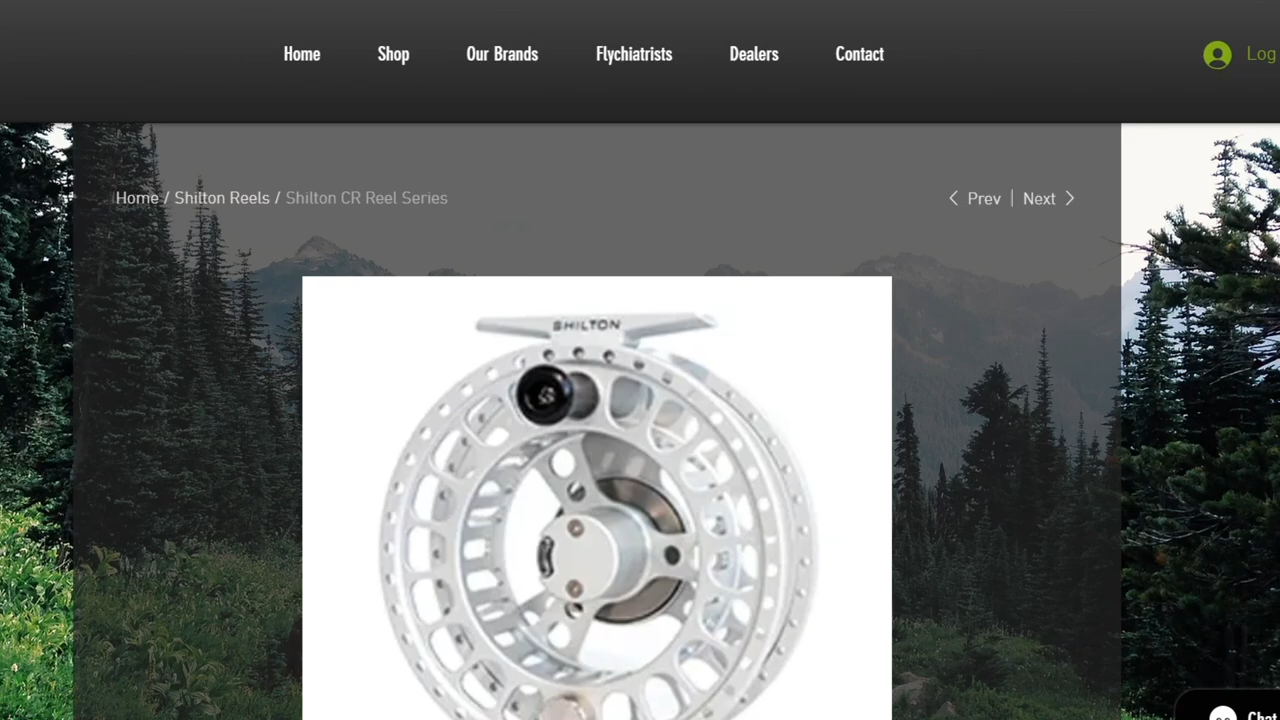 Home Shop Our Brands Flychiatrists Dealers Contact Log
Home / Shilton Reels / Shilton CR Reel Series
Prev | Next
SHILTON
Chat